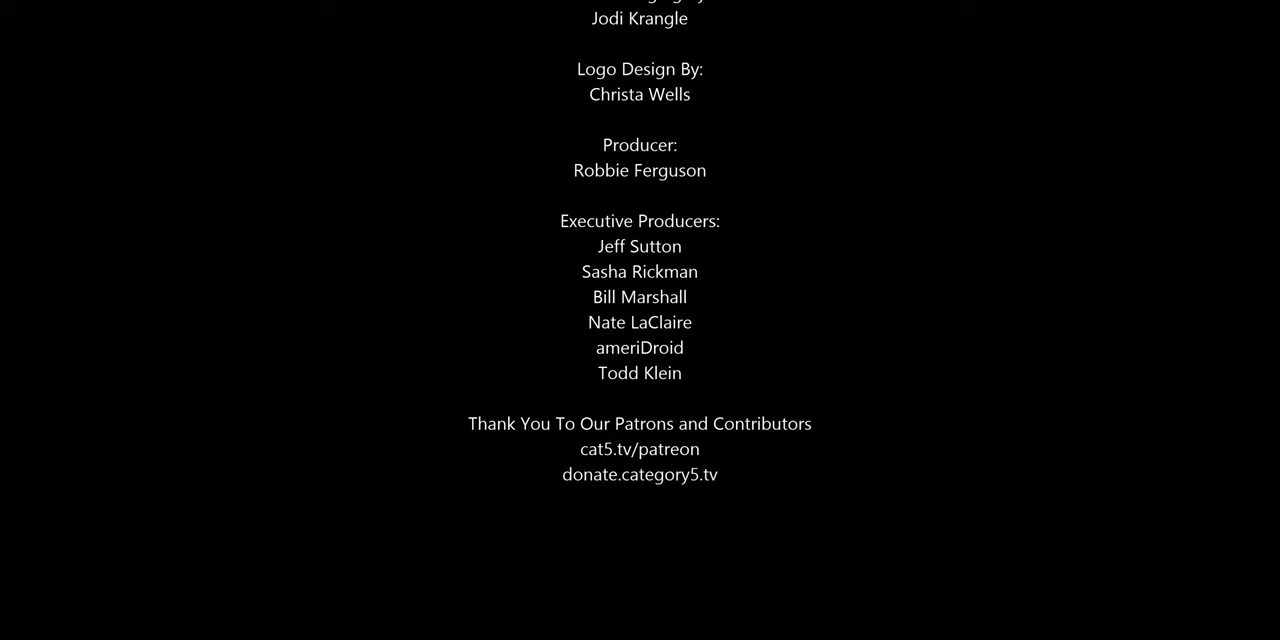 Jodi Krangle
Logo Design By:
Christa Wells
Producer:
Robbie Ferguson
Executive Producers:
Jeff Sutton
Sasha Rickman
Bill Marshall
Nate LaClaire
ameriDroid
Todd Klein
Thank You To Our Patrons and Contributors
cat5.tv/patreon
donate.category5.tv